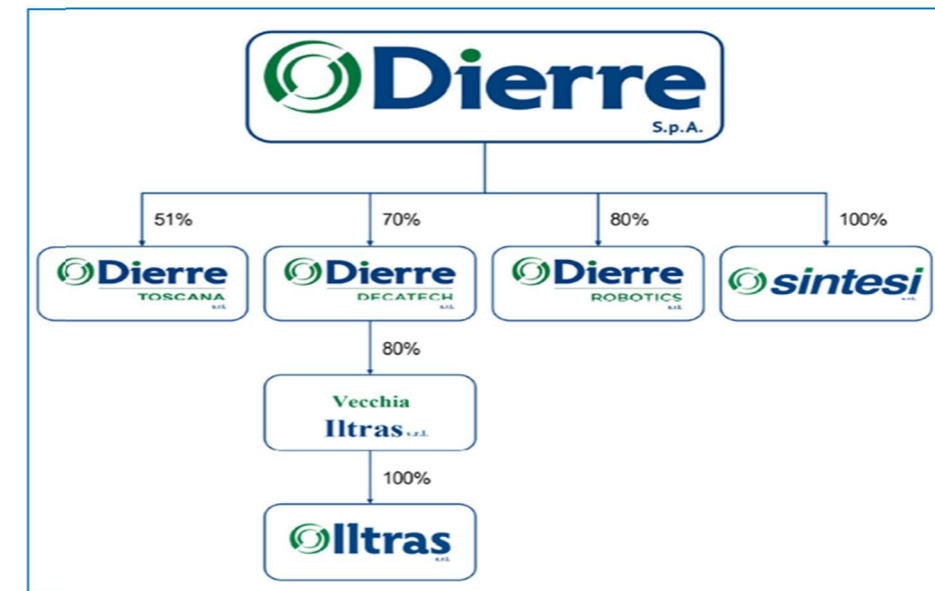 Dierre
S.p.A.
51%
70%
80%
100%
Dierre
TOSCANA
s.r.l.
Dierre
DECATECH
s.r.l.
Dierre
ROBOTICS
s.r.l.
sintesi
s.r.l.
80%
Vecchia
Iltras s.r.l.
100%
Iltras
s.r.l.